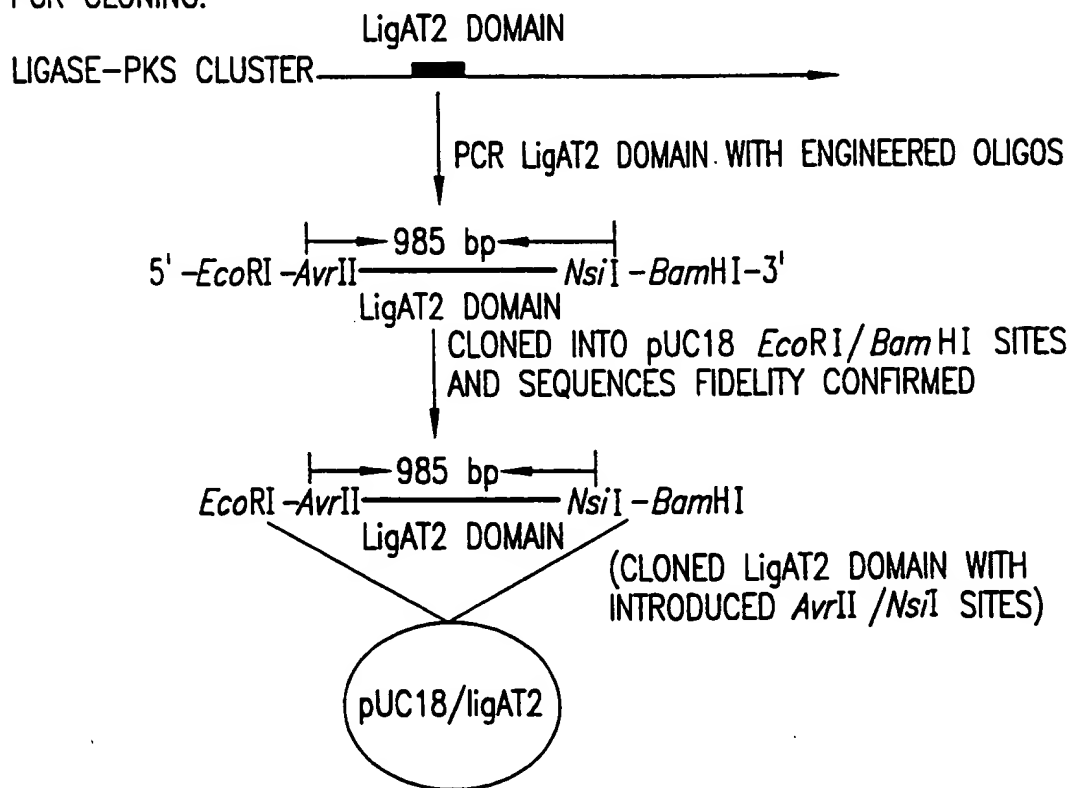 PCR CLONING:
LigAT2 DOMAIN
LIGASE-PKS CLUSTER
PCR LigAT2 DOMAIN WITH ENGINEERED OLIGOS
985 bp
5' -EcoRI -AvrII NsiI -BamHI-3'
LigAT2 DOMAIN
CLONED INTO pUC18 EcoRI/BamHI SITES
AND SEQUENCES FIDELITY CONFIRMED
985 bp
EcoRI -AvrII NsiI -BamHI
LigAT2 DOMAIN
(CLONED LigAT2 DOMAIN WITH
INTRODUCED AvrII /NsiI SITES)
pUC18/ligAT2